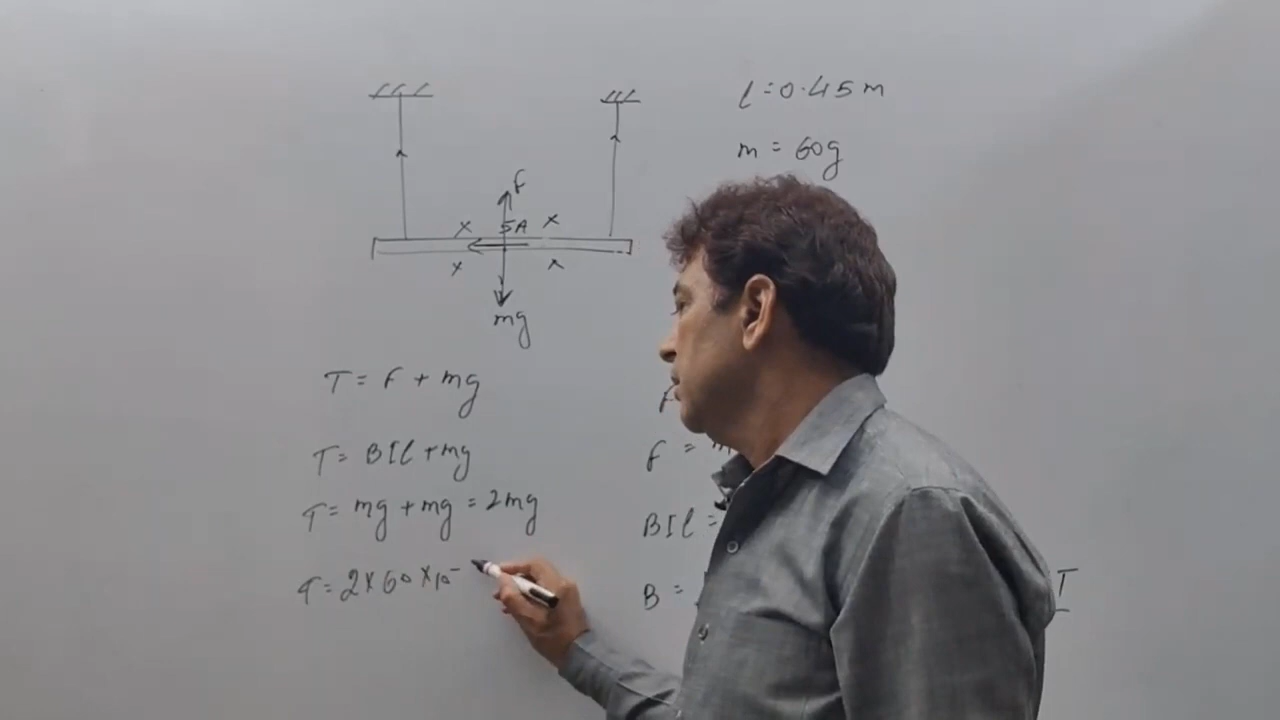 l = 0.45 m
m = 60g
F
x 5A x
x x
mg
T = F + mg
T = BIl + mg
F =
T = mg + mg = 2mg
BIl =
T = 2 x 60 x 10⁻
B =
I